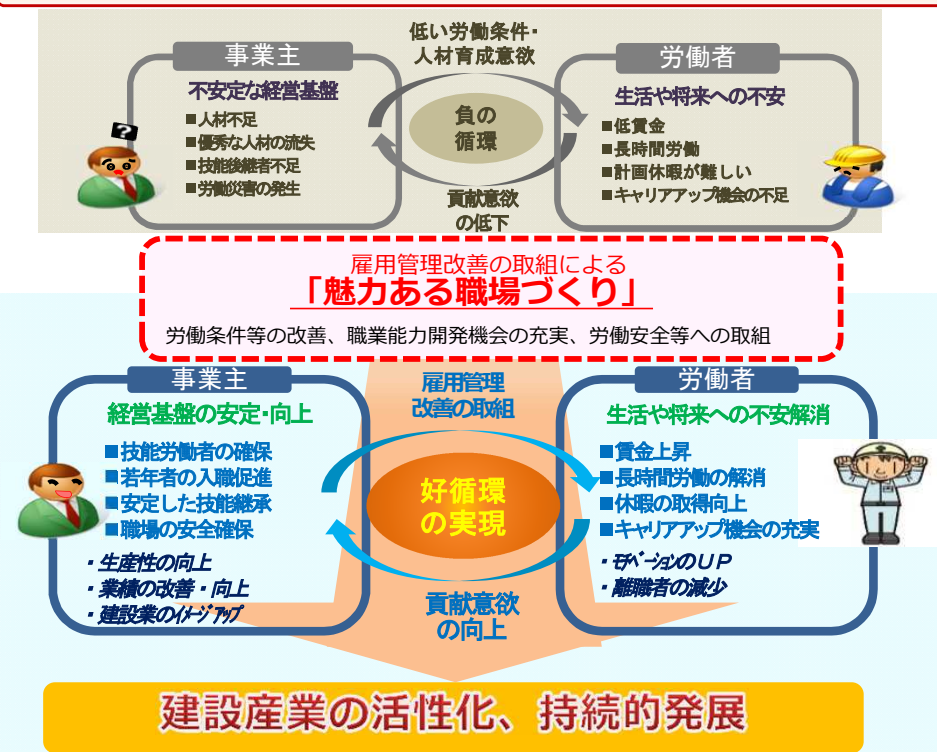 低い労働条件・
人材育成意欲
事業主
不安定な経営基盤
■人材不足
■優秀な人材の流失
■技能後継者不足
■労働災害の発生
?
負の
循環
労働者
生活や将来への不安
■低賃金
■長時間労働
■計画休暇が難しい
■キャリアアップ機会の不足
貢献意欲
の低下
雇用管理改善の取組による
「魅力ある職場づくり」
労働条件等の改善、職業能力開発機会の充実、労働安全等への取組
事業主
経営基盤の安定・向上
■技能労働者の確保
■若年者の入職促進
■安定した技能継承
■職場の安全確保
・生産性の向上
・業績の改善・向上
・建設業のイメージアップ
雇用管理
改善の取組
好循環
の実現
貢献意欲
の向上
労働者
生活や将来への不安解消
■賃金上昇
■長時間労働の解消
■休暇の取得向上
■キャリアアップ機会の充実
・モチベーションのUP
・離職者の減少
建設産業の活性化、持続的発展